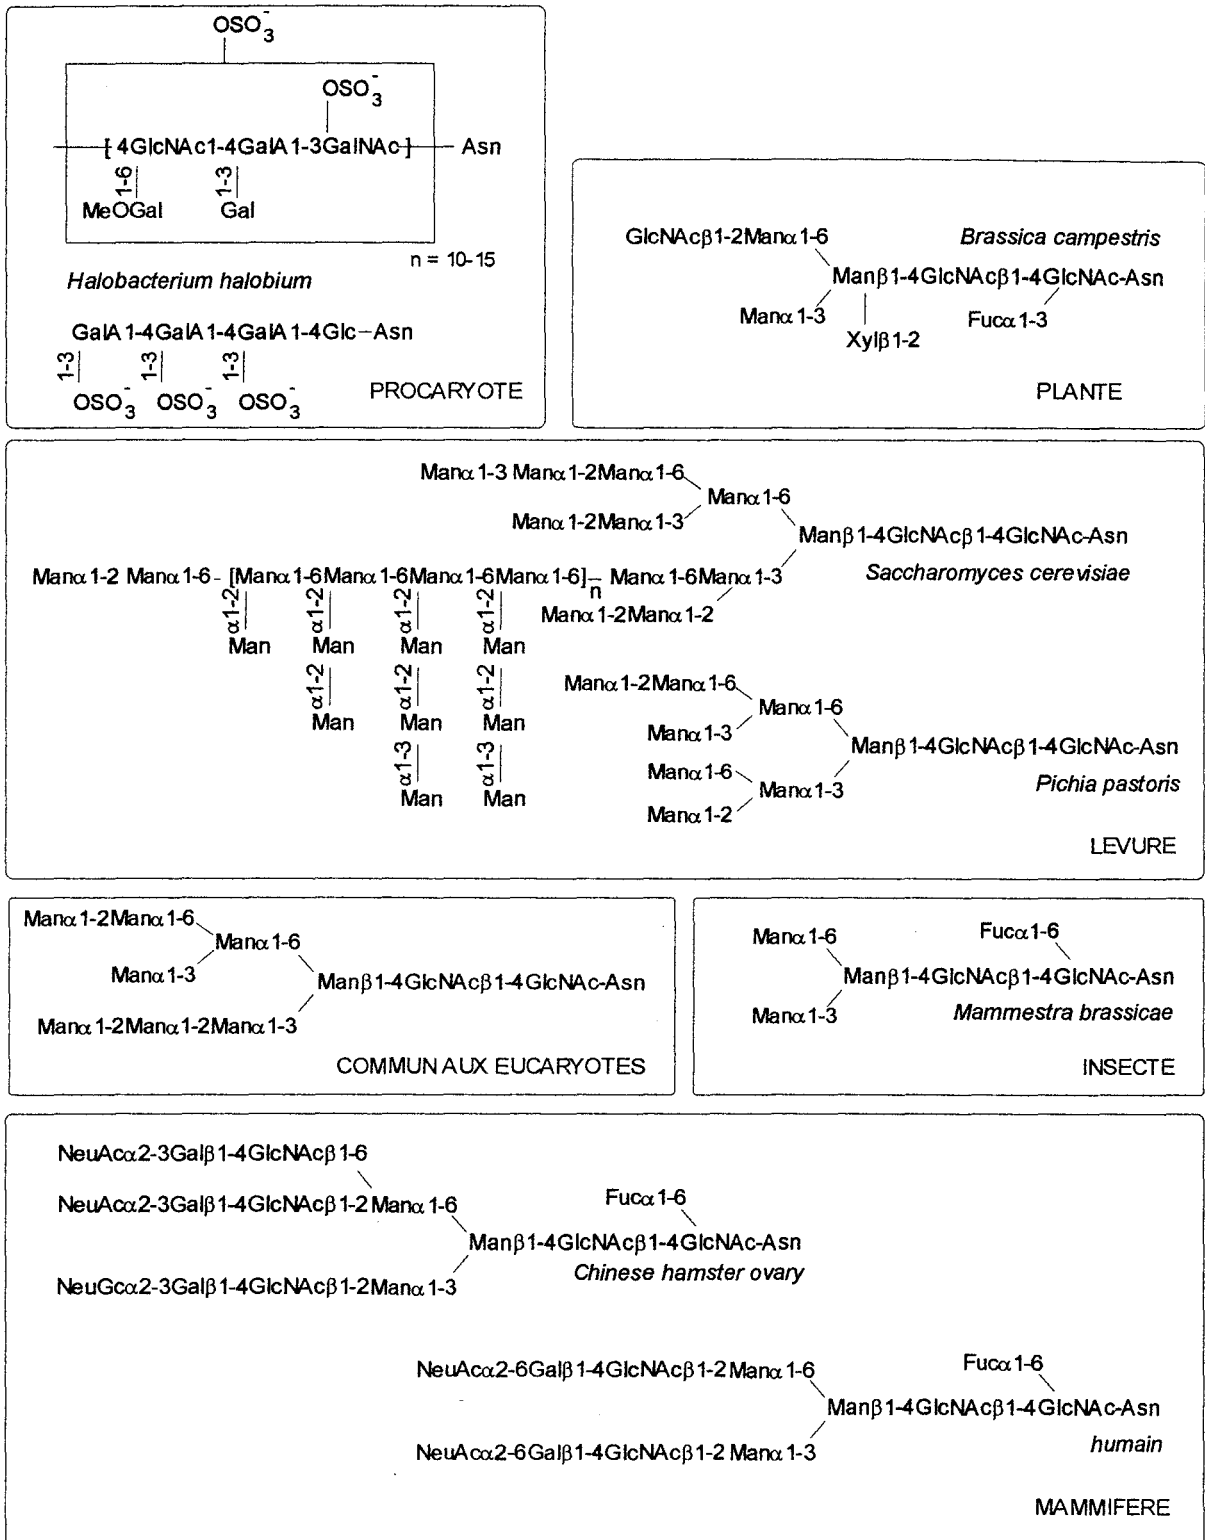 OSO3-
OSO3-
[ 4GlcNAc1-4GalA1-3GalNAc ] Asn
1-6 1-3
MeOGal Gal
n = 10-15
Halobacterium halobium
GalA1-4GalA1-4GalA1-4Glc–Asn
1-3 1-3 1-3
OSO3- OSO3- OSO3-
PROCARYOTE
GlcNAcβ1-2Manα1-6
Brassica campestris
Manβ1-4GlcNAcβ1-4GlcNAc-Asn
Manα1-3 Fucα1-3
Xylβ1-2
PLANTE
Manα1-3 Manα1-2Manα1-6
Manα1-6
Manα1-2Manα1-3
Manβ1-4GlcNAcβ1-4GlcNAc-Asn
Saccharomyces cerevisiae
Manα1-2 Manα1-6- [Manα1-6Manα1-6Manα1-6Manα1-6]n- Manα1-6Manα1-3
Manα1-2Manα1-2
α1-2 α1-2 α1-2 α1-2
Man Man Man Man
α1-2 α1-2 α1-2
Man Man Man
α1-3 α1-3
Man Man
Manα1-2Manα1-6
Manα1-6
Manα1-3
Manβ1-4GlcNAcβ1-4GlcNAc-Asn
Manα1-6
Manα1-3
Manα1-2
Pichia pastoris
LEVURE
Manα1-2Manα1-6
Manα1-6
Manα1-3
Manβ1-4GlcNAcβ1-4GlcNAc-Asn
Manα1-2Manα1-2Manα1-3
COMMUN AUX EUCARYOTES
Manα1-6 Fucα1-6
Manβ1-4GlcNAcβ1-4GlcNAc-Asn
Manα1-3 Mammestra brassicae
INSECTE
NeuAcα2-3Galβ1-4GlcNAcβ1-6
NeuAcα2-3Galβ1-4GlcNAcβ1-2Manα1-6 Fucα1-6
Manβ1-4GlcNAcβ1-4GlcNAc-Asn
Chinese hamster ovary
NeuGcα2-3Galβ1-4GlcNAcβ1-2Manα1-3
NeuAcα2-6Galβ1-4GlcNAcβ1-2Manα1-6 Fucα1-6
Manβ1-4GlcNAcβ1-4GlcNAc-Asn
NeuAcα2-6Galβ1-4GlcNAcβ1-2 Manα1-3 humain
MAMMIFERE